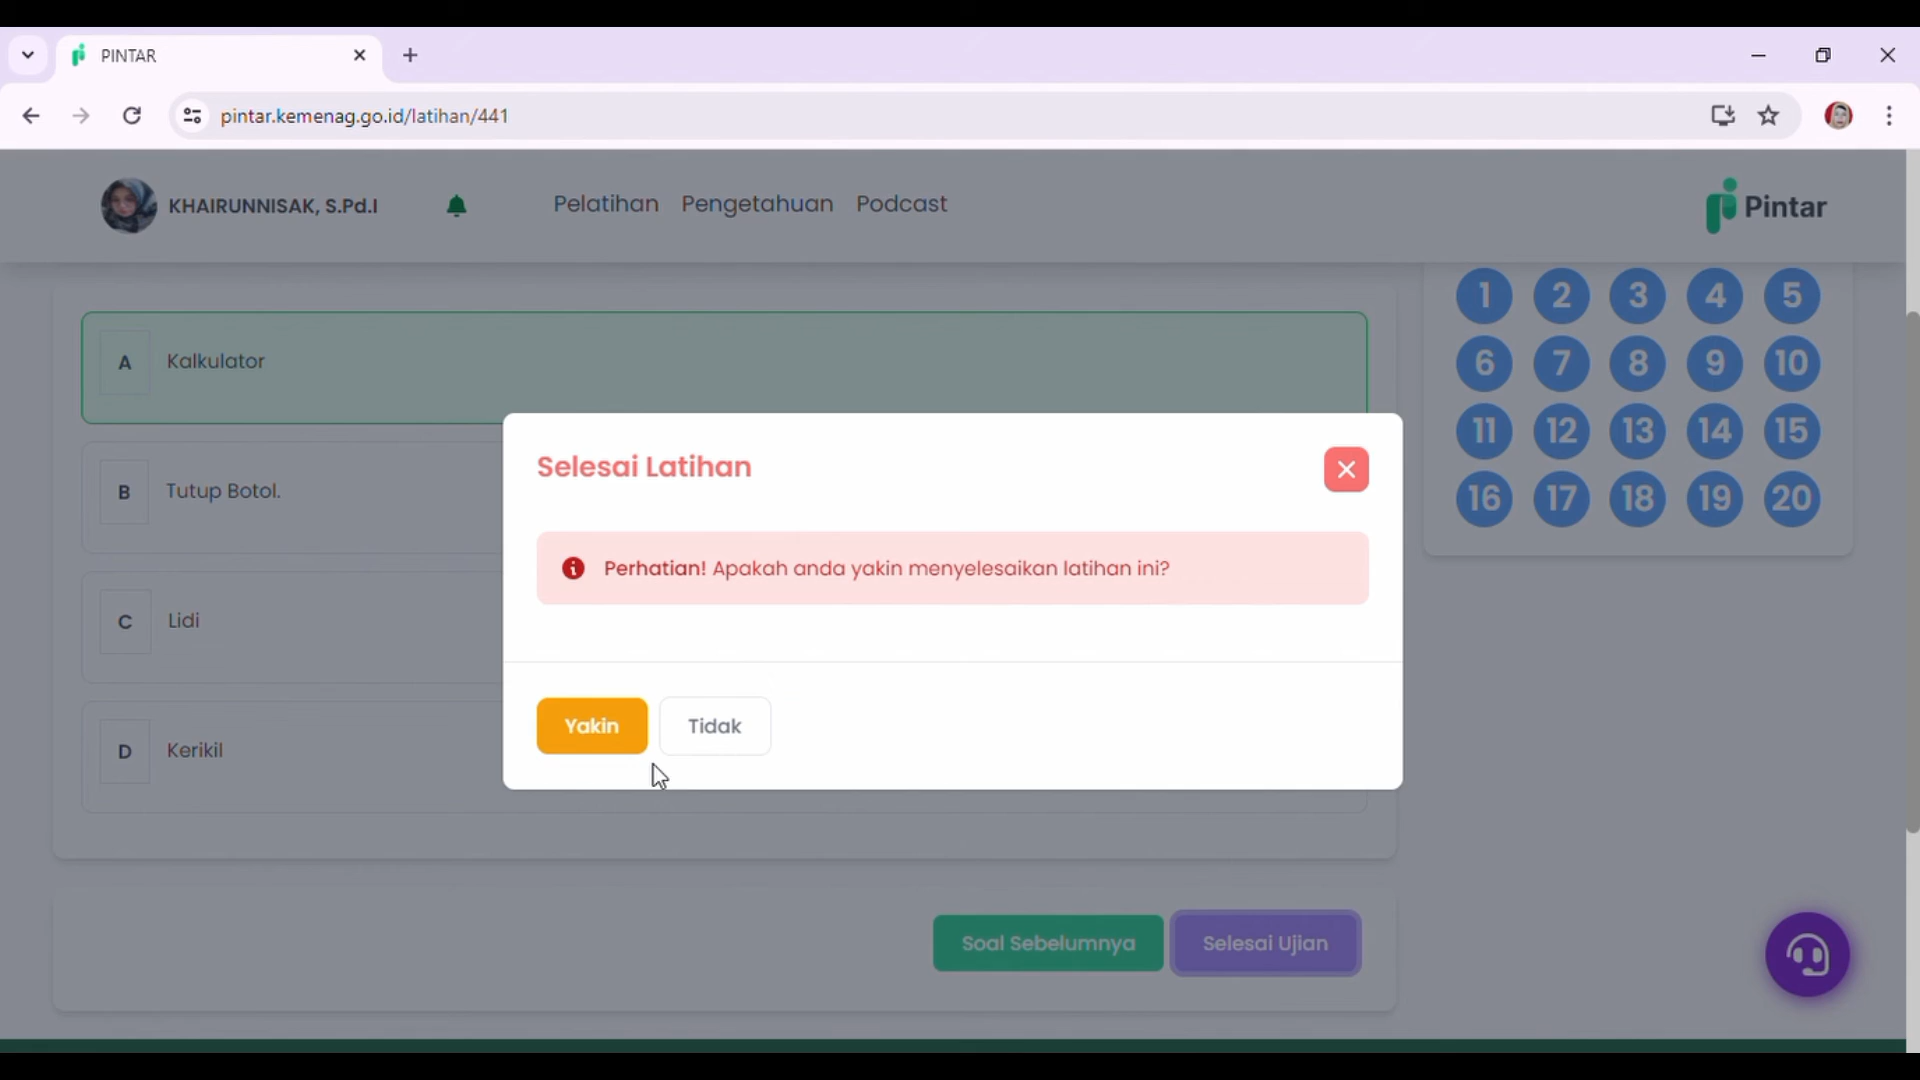 PINTAR
pintar.kemenag.go.id/latihan/441
KHAIRUNNISAK, S.Pd.I
Pelatihan Pengetahuan Podcast
Pintar
1 2 3 4 5
6 7 8 9 10
11 12 13 14 15
16 17 18 19 20
A Kalkulator
B Tutup Botol.
C Lidi
D Kerikil
Selesai Latihan
Perhatian! Apakah anda yakin menyelesaikan latihan ini?
Yakin Tidak
Soal Sebelumnya Selesai Ujian